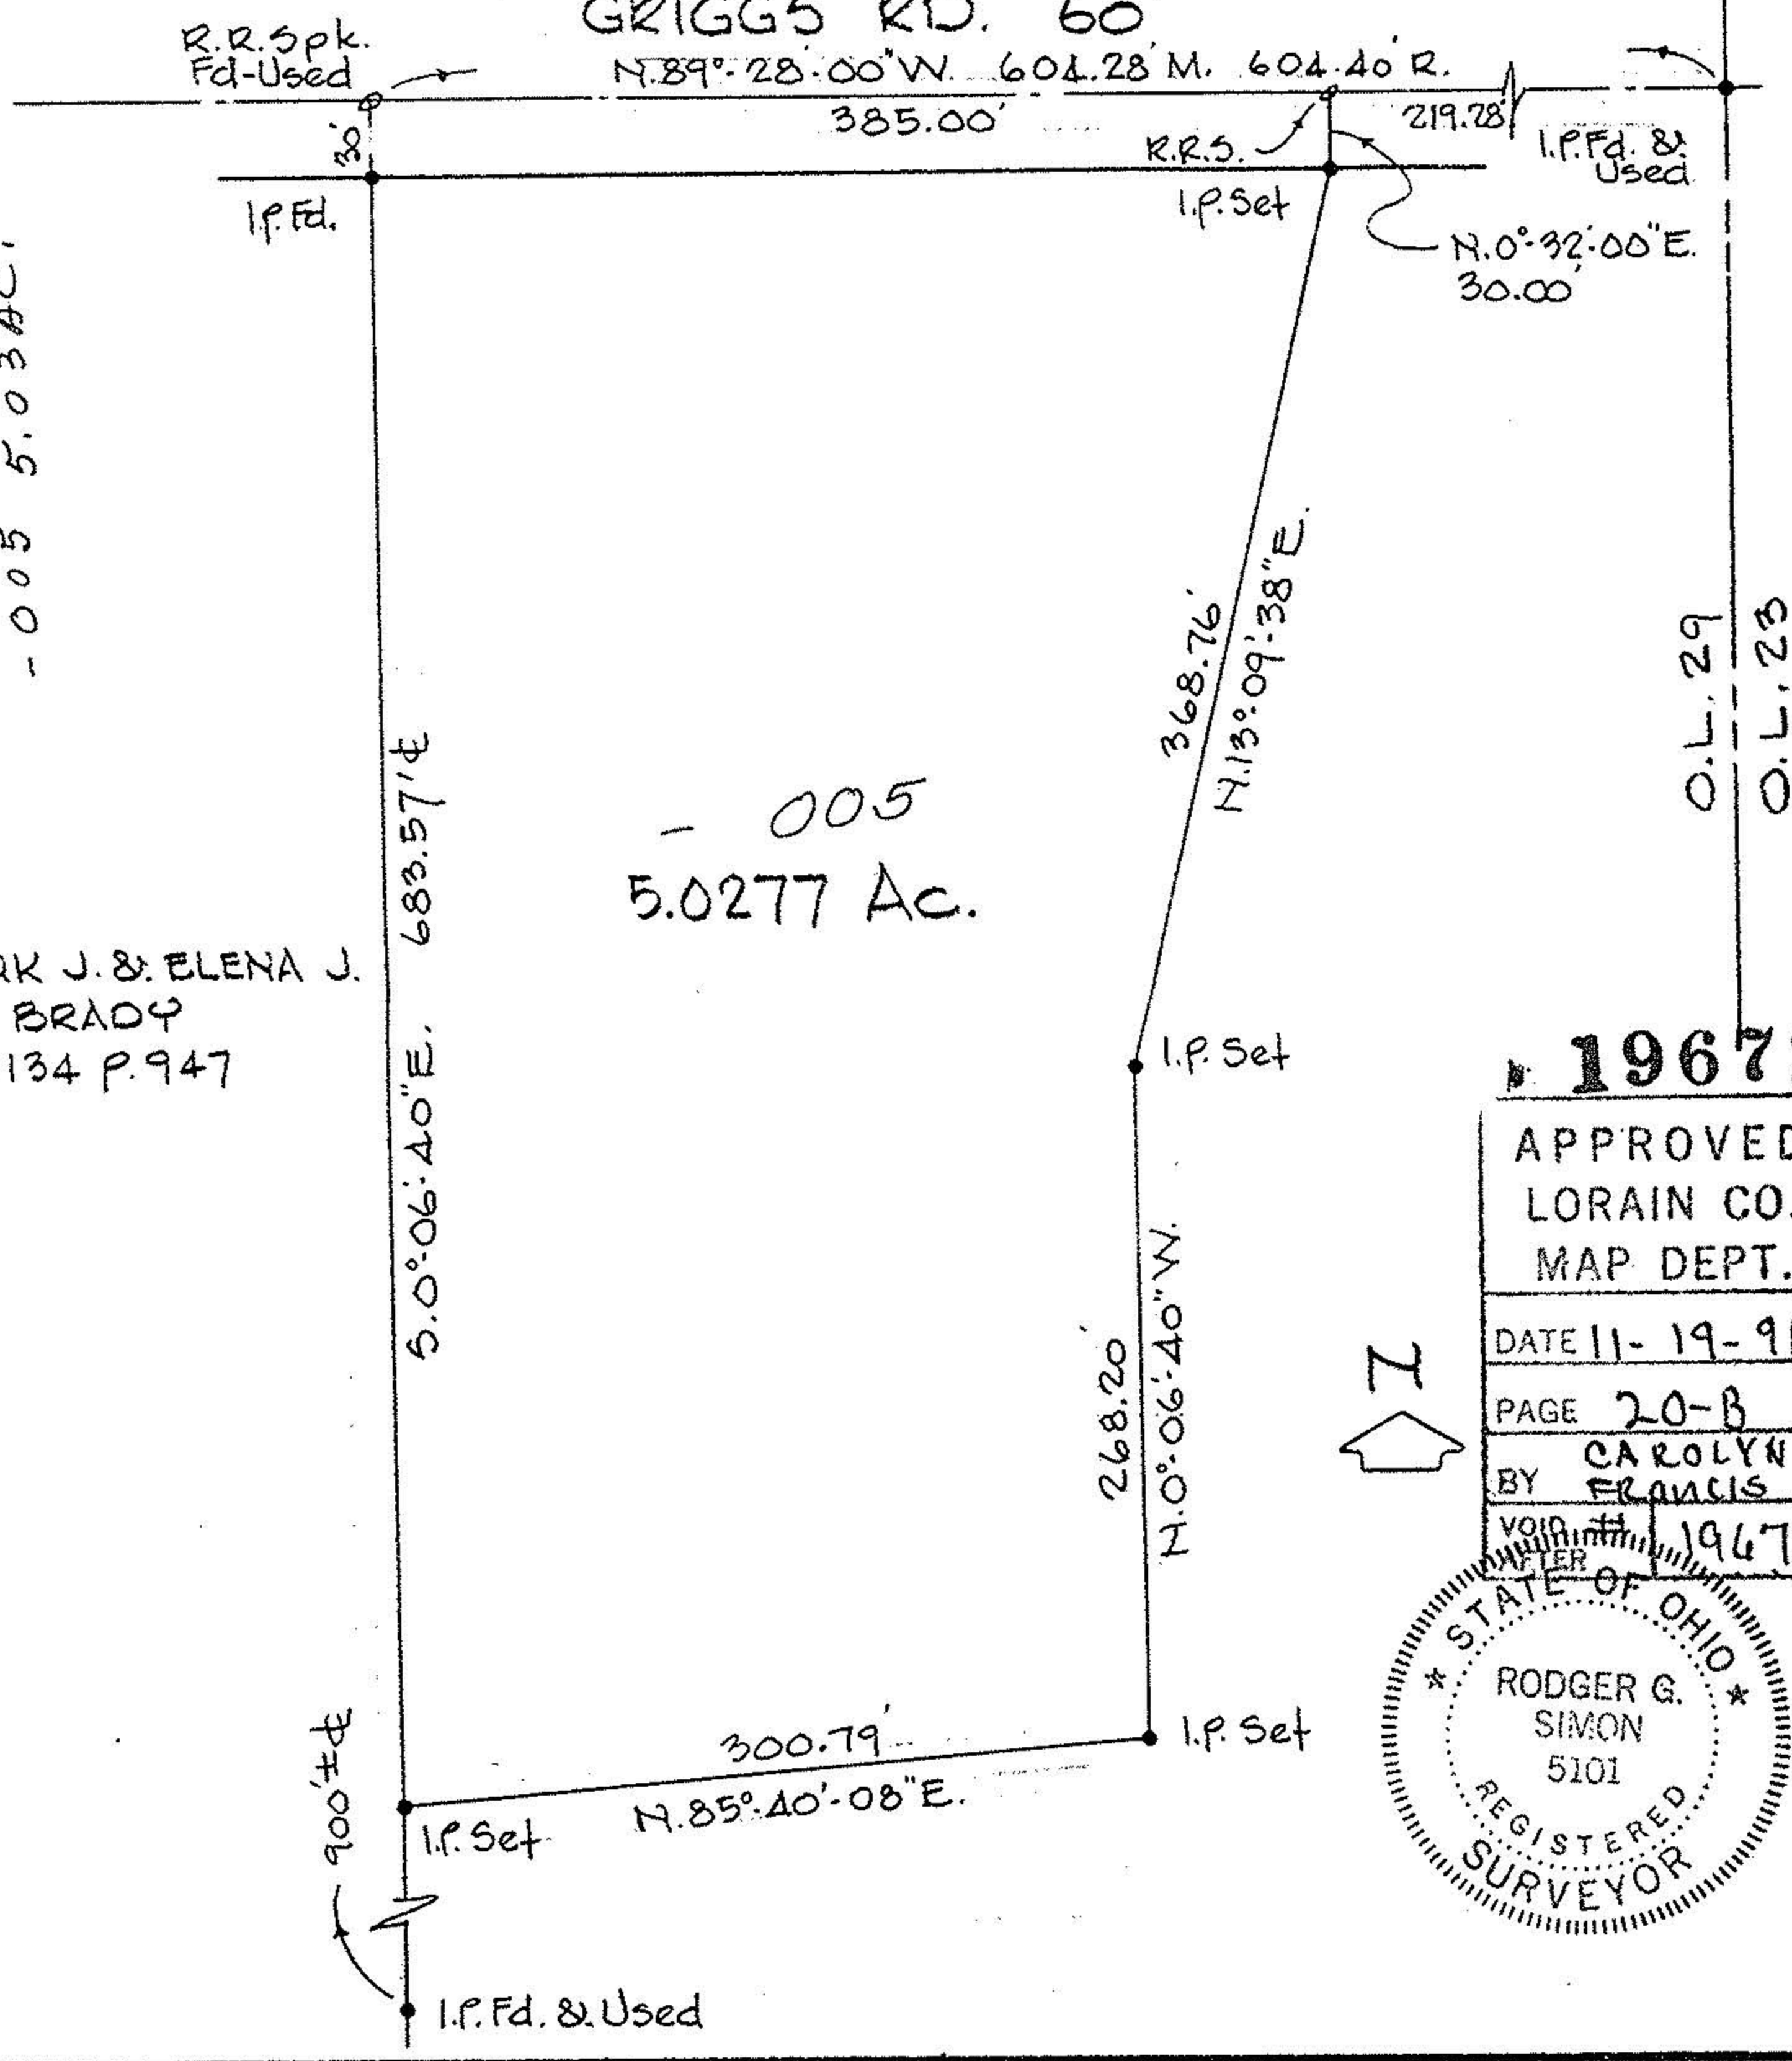 GRIGGS RD. 60'
R.R.Spk.
Fd-Used
N.89°-28'-00"W. 604.28' M. 604.40' R.
385.00'
219.28'
30'
R.R.S.
I.P.Fd. &
Used
I.P. Fd.
I.P. Set
N.0°-32'-00"E.
30.00'
-005 5.03AC.
368.76'
N.13°-09'-38"E.
O.L. 29
O.L. 23
683.57'℄
S.0°-06'-40"E.
- 005
5.0277 Ac.
RK J. & ELENA J.
BRADY
134 P.947
I.P. Set
268.20'
N.0°-06'-40"W.
N
1967
APPROVED
LORAIN CO.
MAP DEPT.
DATE 11-19-91
PAGE 20-B
BY CAROLYN
FRANCIS
VOID # 1967
AFTER
STATE OF OHIO
RODGER G.
SIMON
5101
REGISTERED
SURVEYOR
300.79'
N.85°-40'-08"E.
I.P. Set
I.P. Set
900'±℄
I.P. Fd. & Used